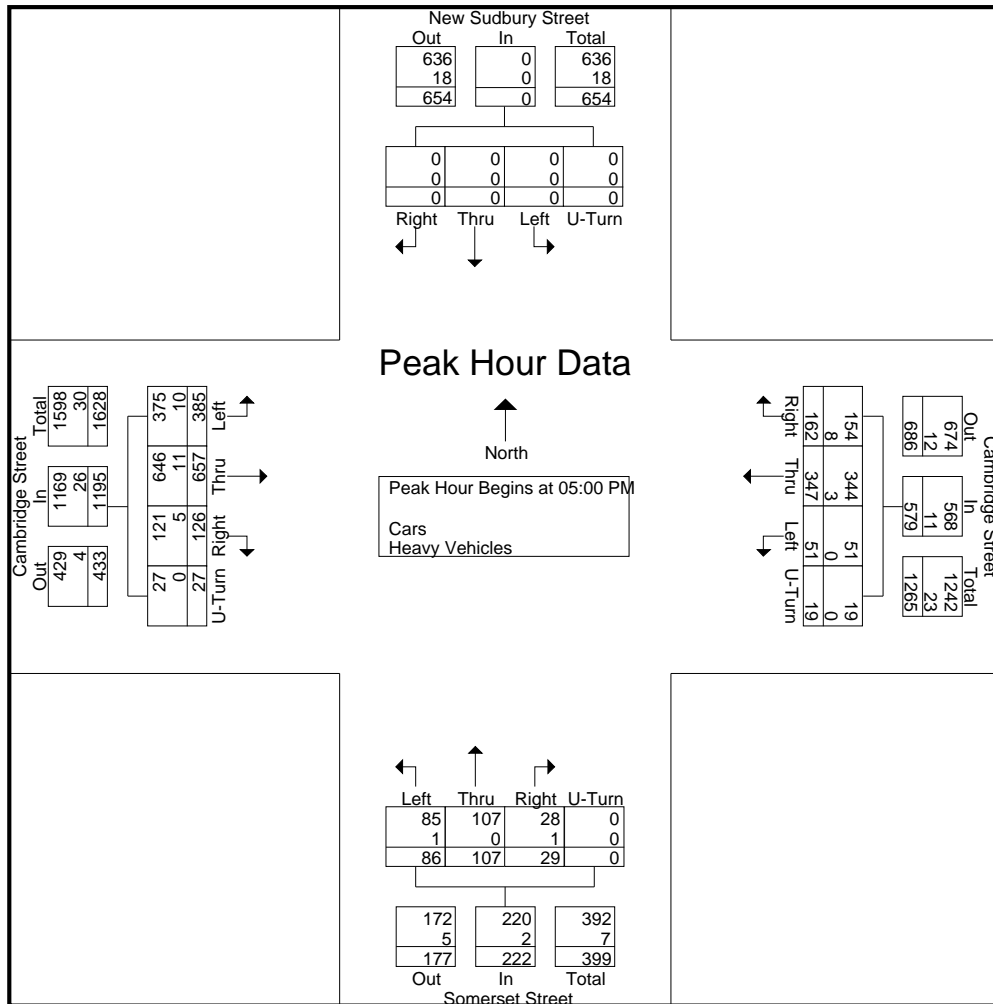 New Sudbury Street
Out In Total
636 0 636
18 0 18
654 0 654
0 0 0 0
0 0 0 0
0 0 0 0
Right Thru Left U-Turn
Peak Hour Data
North
Peak Hour Begins at 05:00 PM
Cars
Heavy Vehicles
Cambridge Street
Total In Out
1598 1169 429
30 26 4
1628 1195 433
375 646 121 27
10 11 5 0
385 657 126 27
Left Thru Right U-Turn
Cambridge Street
Out In Total
674 568 1242
12 11 23
686 579 1265
154 344 51 19
8 3 0 0
162 347 51 19
Right Thru Left U-Turn
Left Thru Right U-Turn
85 107 28 0
1 0 1 0
86 107 29 0
172 220 392
5 2 7
177 222 399
Out In Total
Somerset Street